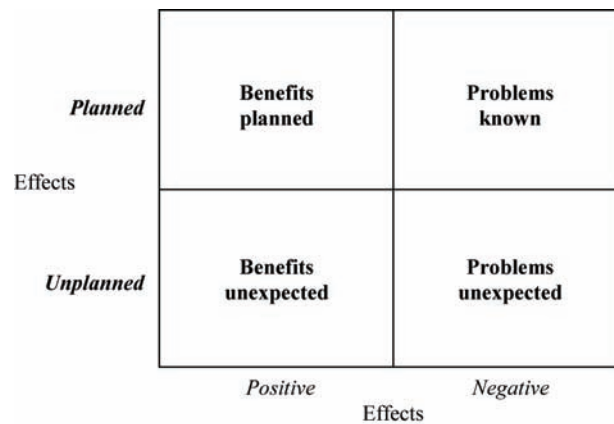 Benefits
planned
Problems
known
Planned
Effects
Benefits
unexpected
Problems
unexpected
Unplanned
Positive
Negative
Effects